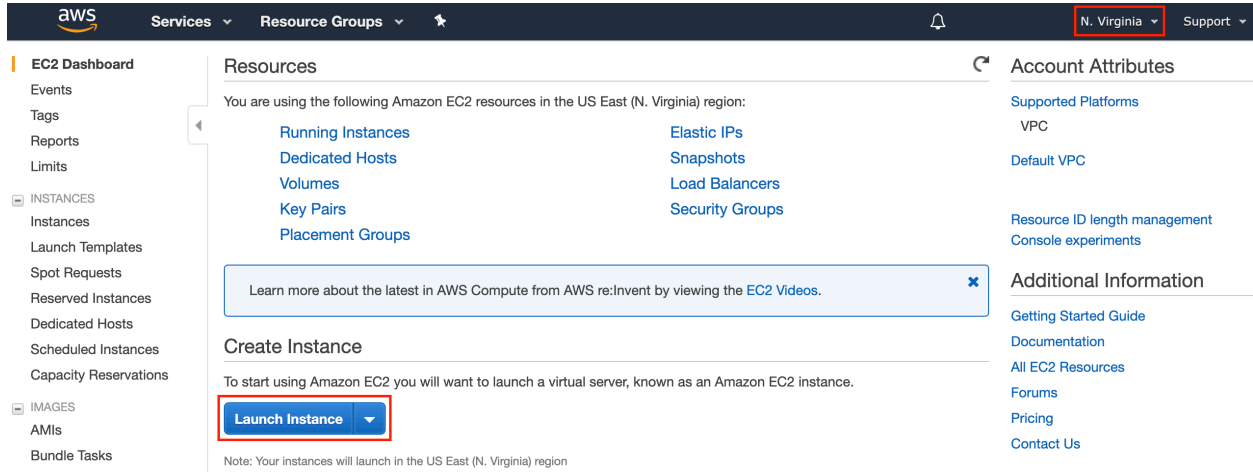 aws Services Resource Groups N. Virginia Support
EC2 Dashboard
Events
Tags
Reports
Limits
INSTANCES
Instances
Launch Templates
Spot Requests
Reserved Instances
Dedicated Hosts
Scheduled Instances
Capacity Reservations
IMAGES
AMIs
Bundle Tasks
Resources
You are using the following Amazon EC2 resources in the US East (N. Virginia) region:
Running Instances
Dedicated Hosts
Volumes
Key Pairs
Placement Groups
Elastic IPs
Snapshots
Load Balancers
Security Groups
Learn more about the latest in AWS Compute from AWS re:Invent by viewing the EC2 Videos.
Create Instance
To start using Amazon EC2 you will want to launch a virtual server, known as an Amazon EC2 instance.
Launch Instance
Note: Your instances will launch in the US East (N. Virginia) region
Account Attributes
Supported Platforms
VPC
Default VPC
Resource ID length management
Console experiments
Additional Information
Getting Started Guide
Documentation
All EC2 Resources
Forums
Pricing
Contact Us